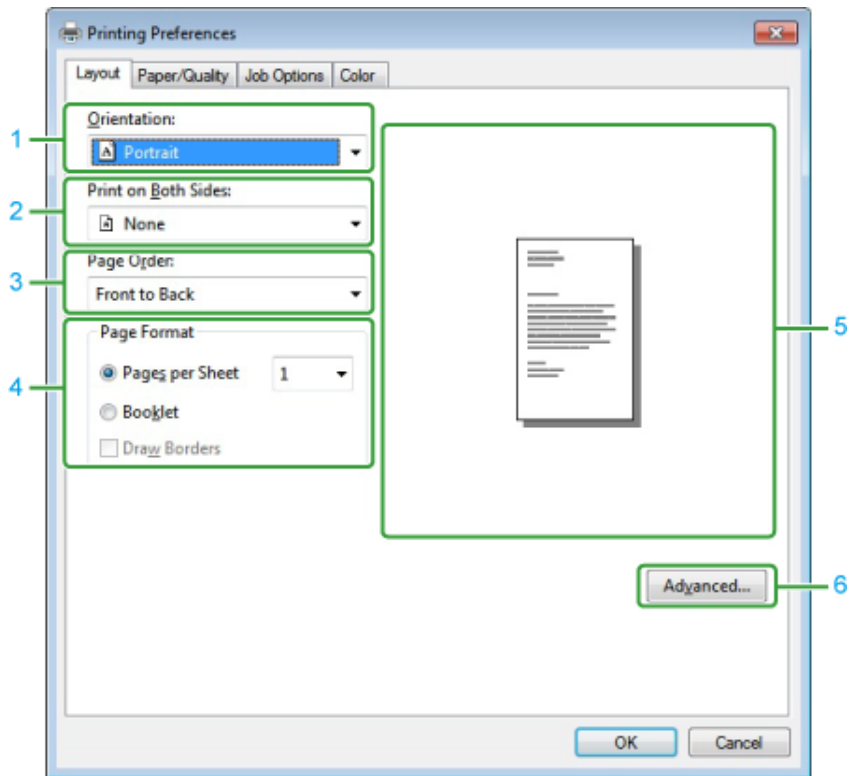 Printing Preferences
Layout Paper/Quality Job Options Color
1
Orientation:
Portrait
2
Print on Both Sides:
None
3
Page Order:
Front to Back
4
Page Format
Pages per Sheet 1
Booklet
Draw Borders
5
Advanced...
6
OK Cancel